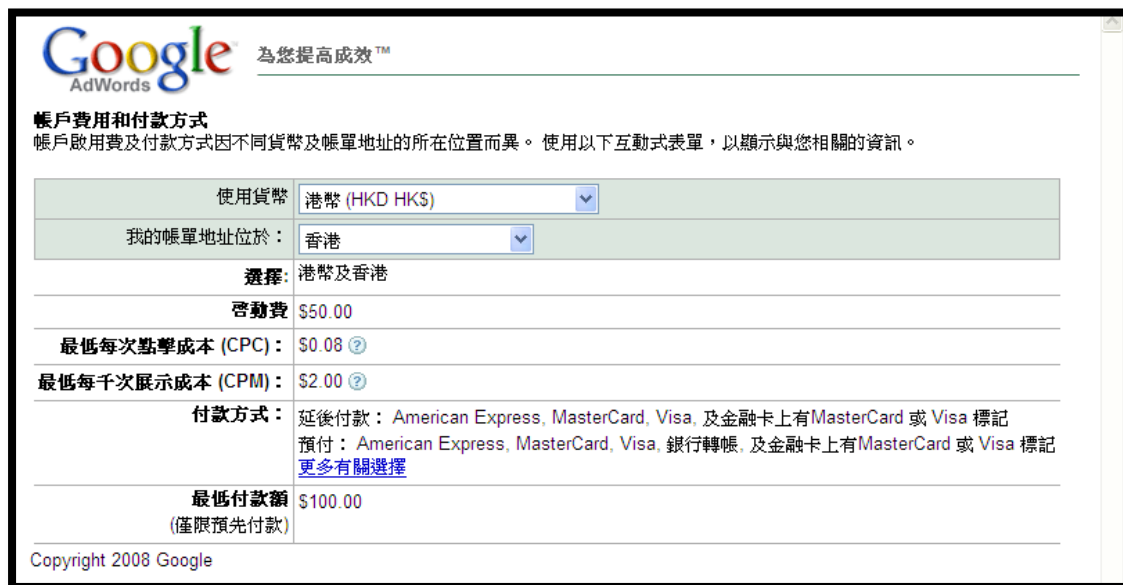 Google 為您提高成效™
AdWords
帳戶費用和付款方式
帳戶啟用費及付款方式因不同貨幣及帳單地址的所在位置而異。 使用以下互動式表單，以顯示與您相關的資訊。
使用貨幣 港幣 (HKD HK$)
我的帳單地址位於： 香港
選擇: 港幣及香港
啓動費 $50.00
最低每次點擊成本 (CPC)： $0.08 ?
最低每千次展示成本 (CPM)： $2.00 ?
付款方式： 延後付款： American Express, MasterCard, Visa, 及金融卡上有MasterCard 或 Visa 標記
預付： American Express, MasterCard, Visa, 銀行轉帳, 及金融卡上有MasterCard 或 Visa 標記
更多有關選擇
最低付款額 $100.00
(僅限預先付款)
Copyright 2008 Google